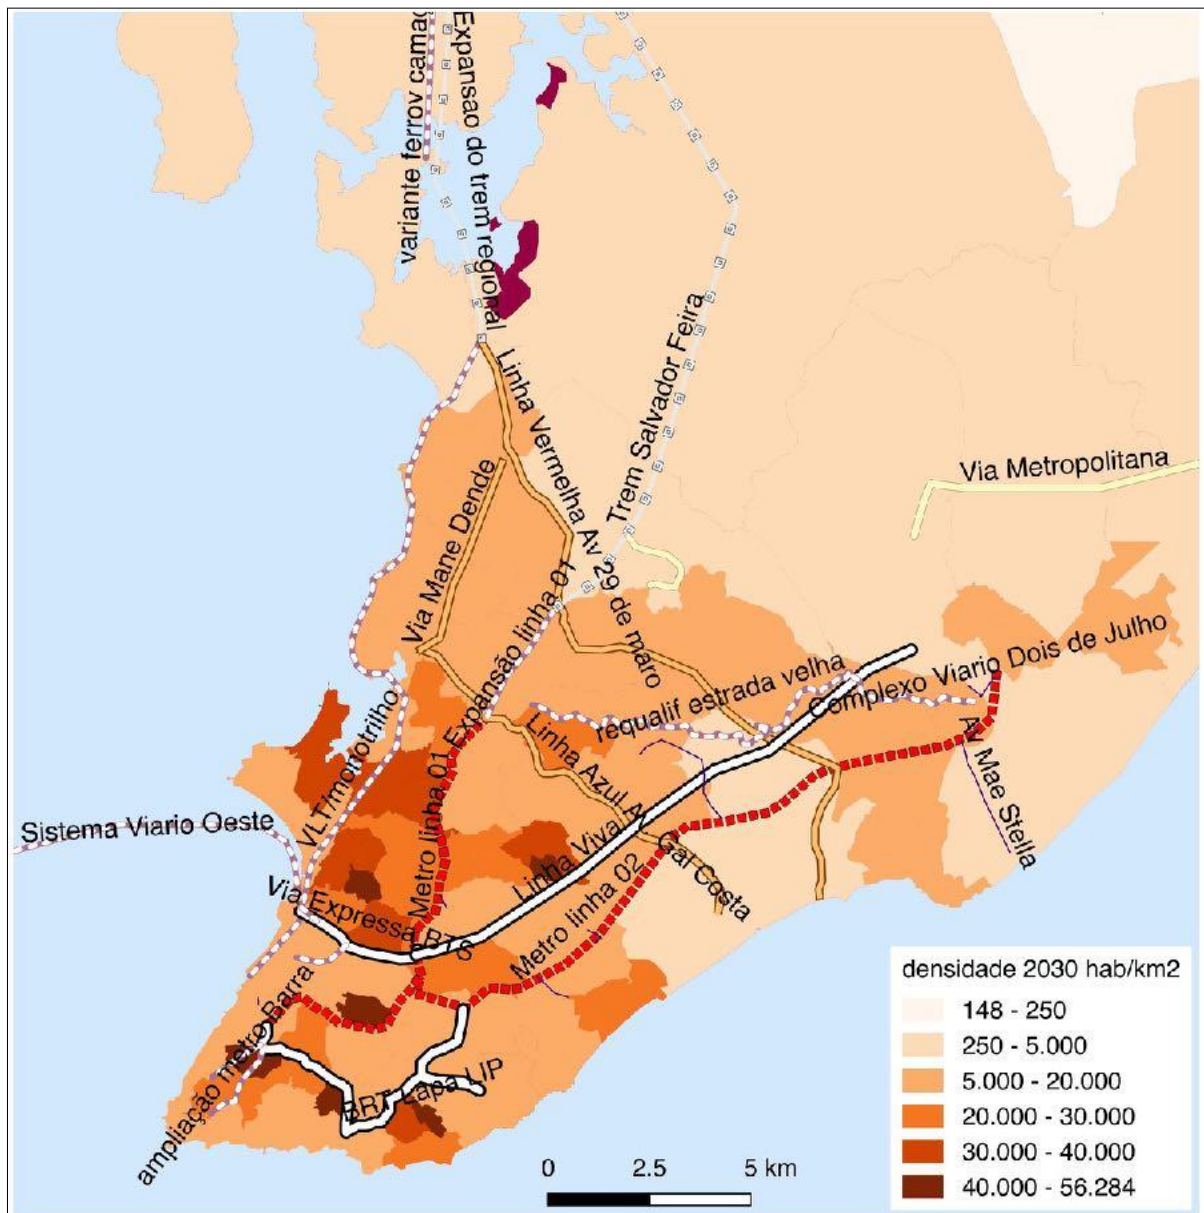 variante ferrov camaç
Expansao do trem regional
Trem Salvador Feira
Linha Vermelha Av 29 de maro
Via Metropolitana
Via Mane Dende
Expansão linha 01
Complexo Viario Dois de Julho
requalif estrada velha
Linha Azul A
Gal Costa
Av Mae Stella
VLT/monotrilho
Metro linha 01
Sistema Viario Oeste
Linha Viva
Metro linha 02
Via Expressa
ampliação metro Barra
BRT Lapa LIP
densidade 2030 hab/km2
148 - 250
250 - 5.000
5.000 - 20.000
20.000 - 30.000
30.000 - 40.000
40.000 - 56.284
0 2.5 5 km